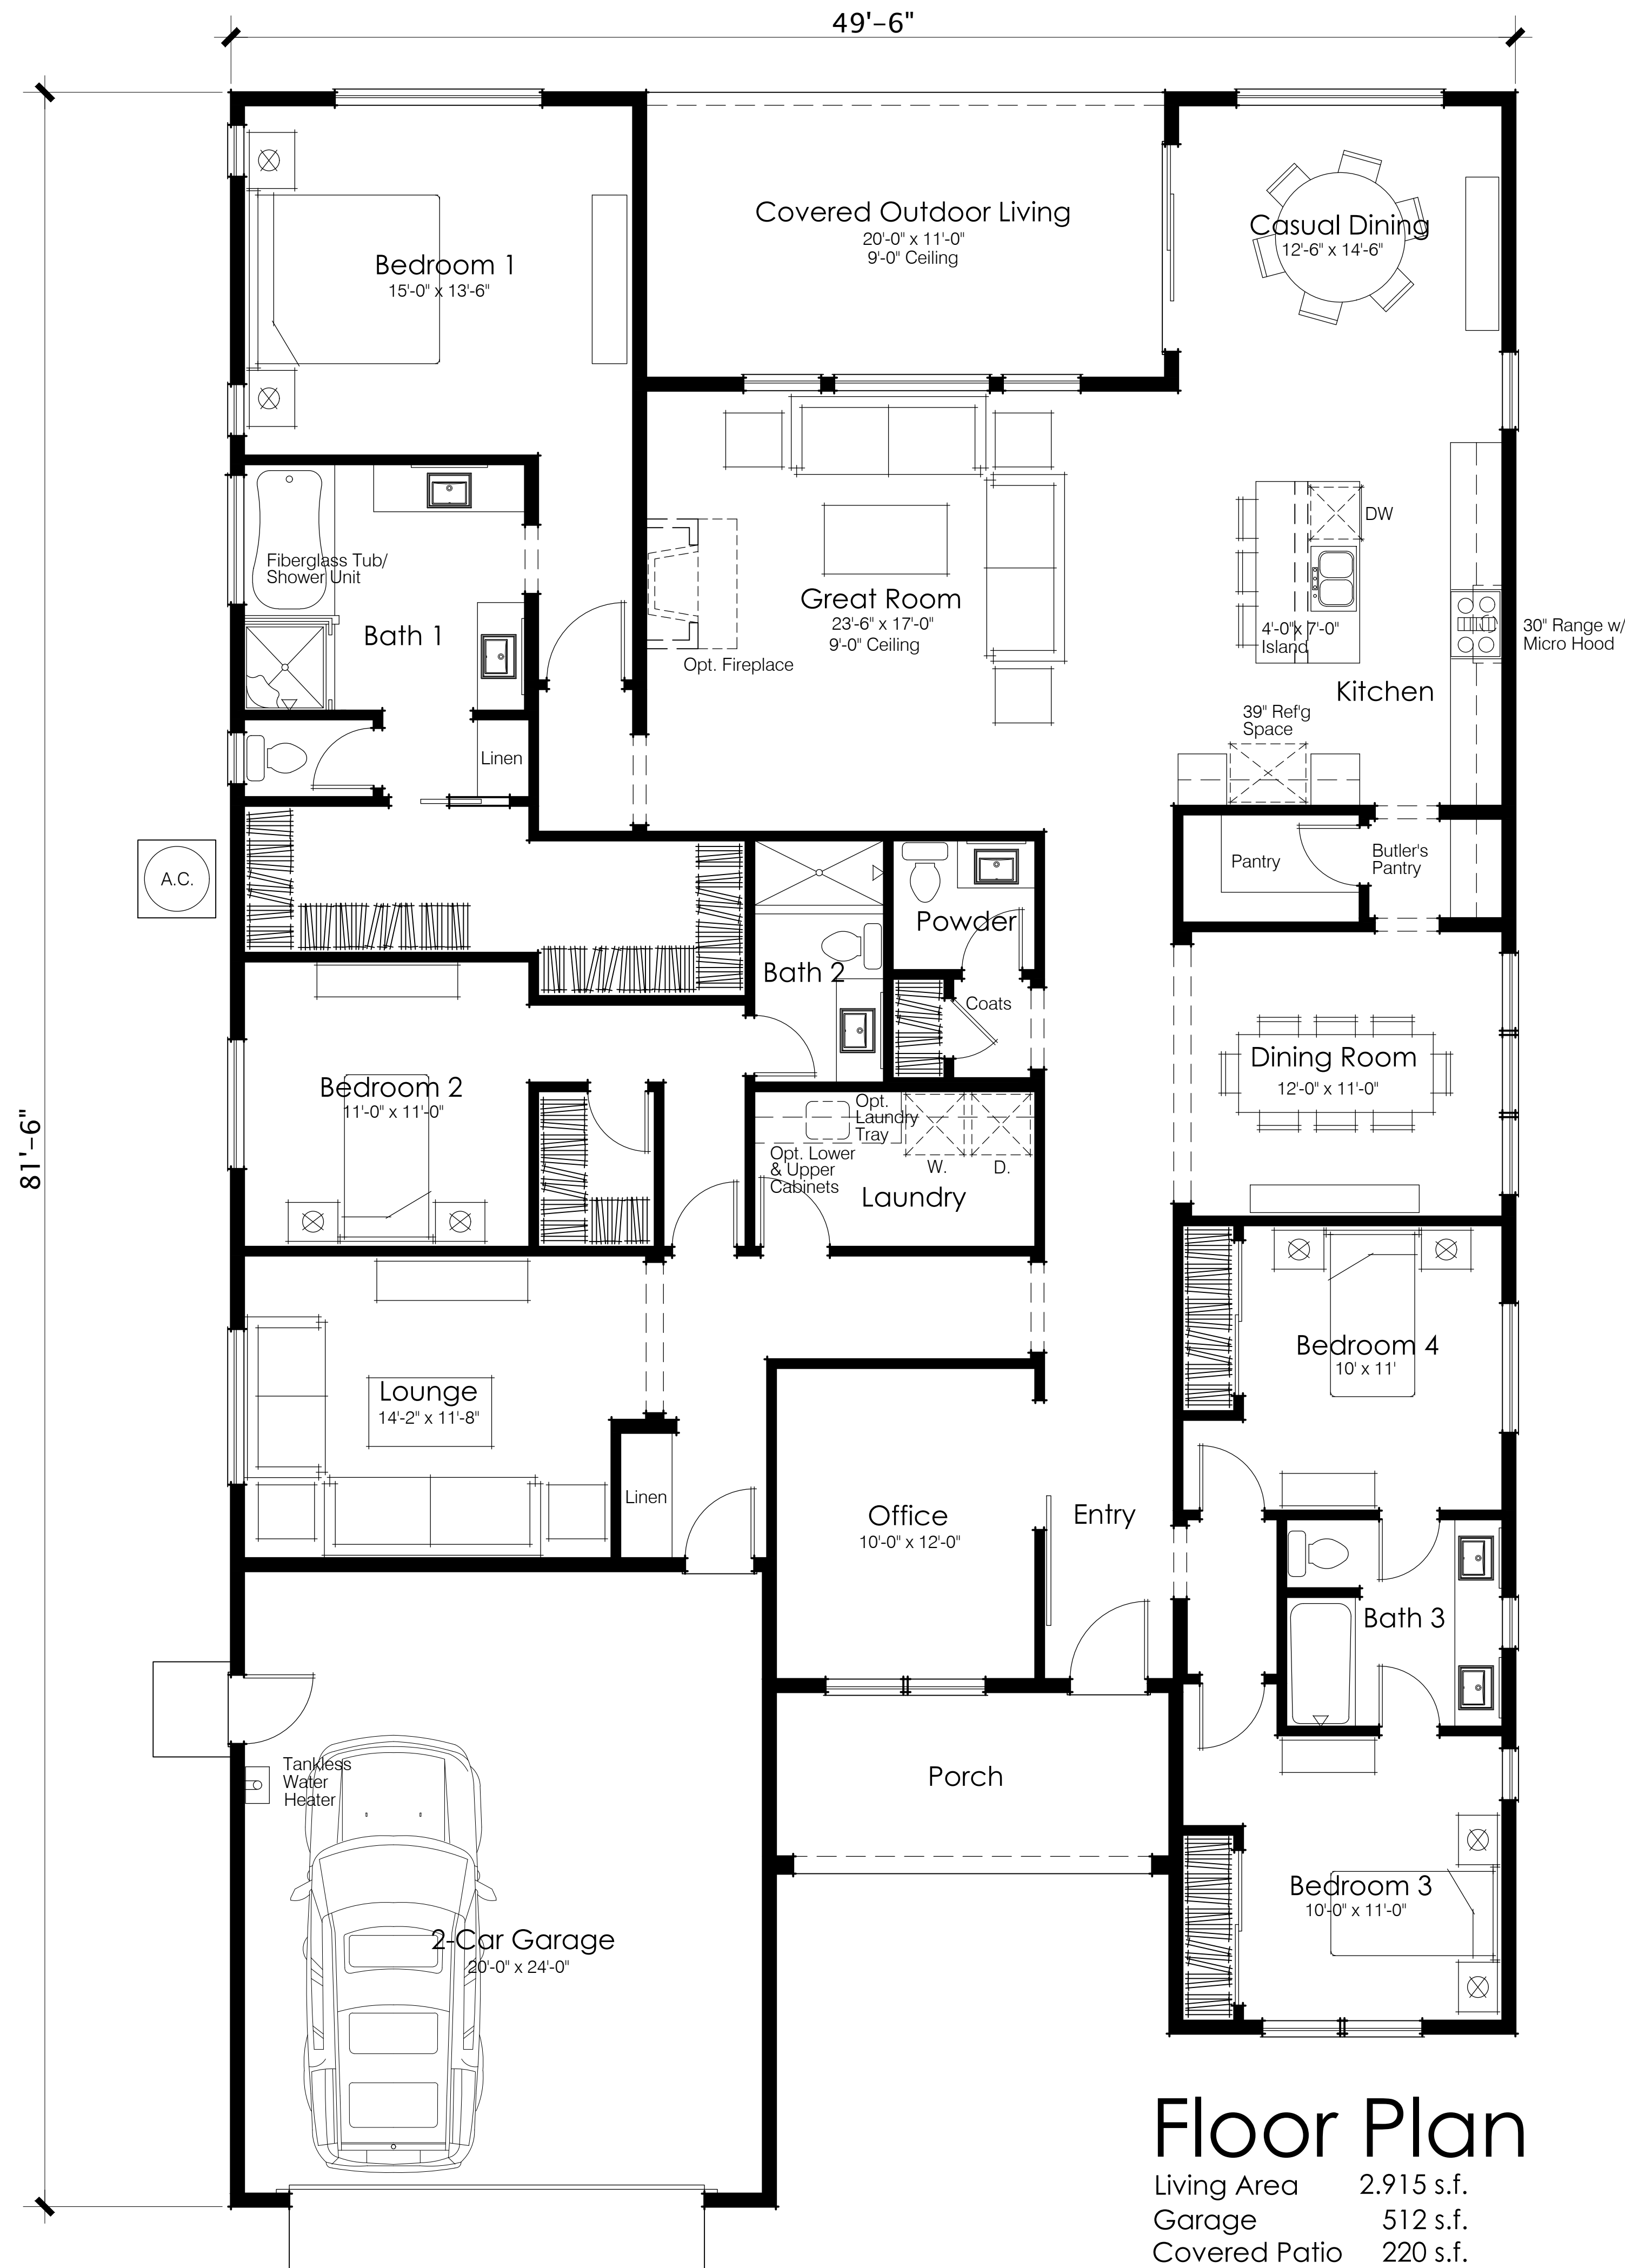 49'-6"
81'-6"
Bedroom 1
15'-0" x 13'-6"
Covered Outdoor Living
20'-0" x 11'-0"
9'-0" Ceiling
Casual Dining
12'-6" x 14'-6"
Fiberglass Tub/
Shower Unit
Bath 1
Linen
Great Room
23'-6" x 17'-0"
9'-0" Ceiling
Opt. Fireplace
DW
4'-0"x 7'-0"
Island
30" Range w/
Micro Hood
Kitchen
39" Ref'g
Space
A.C.
Pantry
Butler's
Pantry
Powder
Bath 2
Coats
Bedroom 2
11'-0" x 11'-0"
Opt.
Laundry
Tray
Opt. Lower
& Upper
Cabinets
W.
D.
Laundry
Dining Room
12'-0" x 11'-0"
Lounge
14'-2" x 11'-8"
Linen
Bedroom 4
10' x 11'
Office
10'-0" x 12'-0"
Entry
Bath 3
Tankless
Water
Heater
Porch
2-Car Garage
20'-0" x 24'-0"
Bedroom 3
10'-0" x 11'-0"
Floor Plan
Living Area 2.915 s.f.
Garage 512 s.f.
Covered Patio 220 s.f.